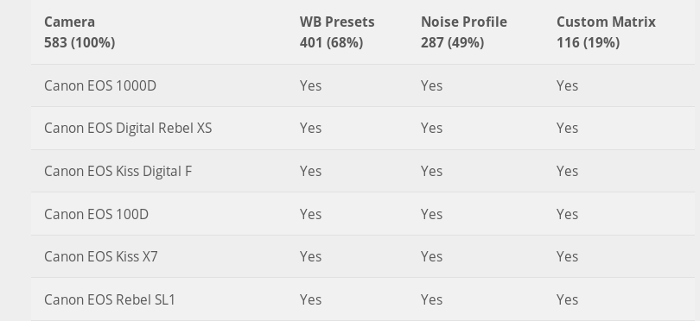 Camera WB Presets Noise Profile Custom Matrix
583 (100%) 401 (68%) 287 (49%) 116 (19%)
Canon EOS 1000D Yes Yes Yes
Canon EOS Digital Rebel XS Yes Yes Yes
Canon EOS Kiss Digital F Yes Yes Yes
Canon EOS 100D Yes Yes Yes
Canon EOS Kiss X7 Yes Yes Yes
Canon EOS Rebel SL1 Yes Yes Yes